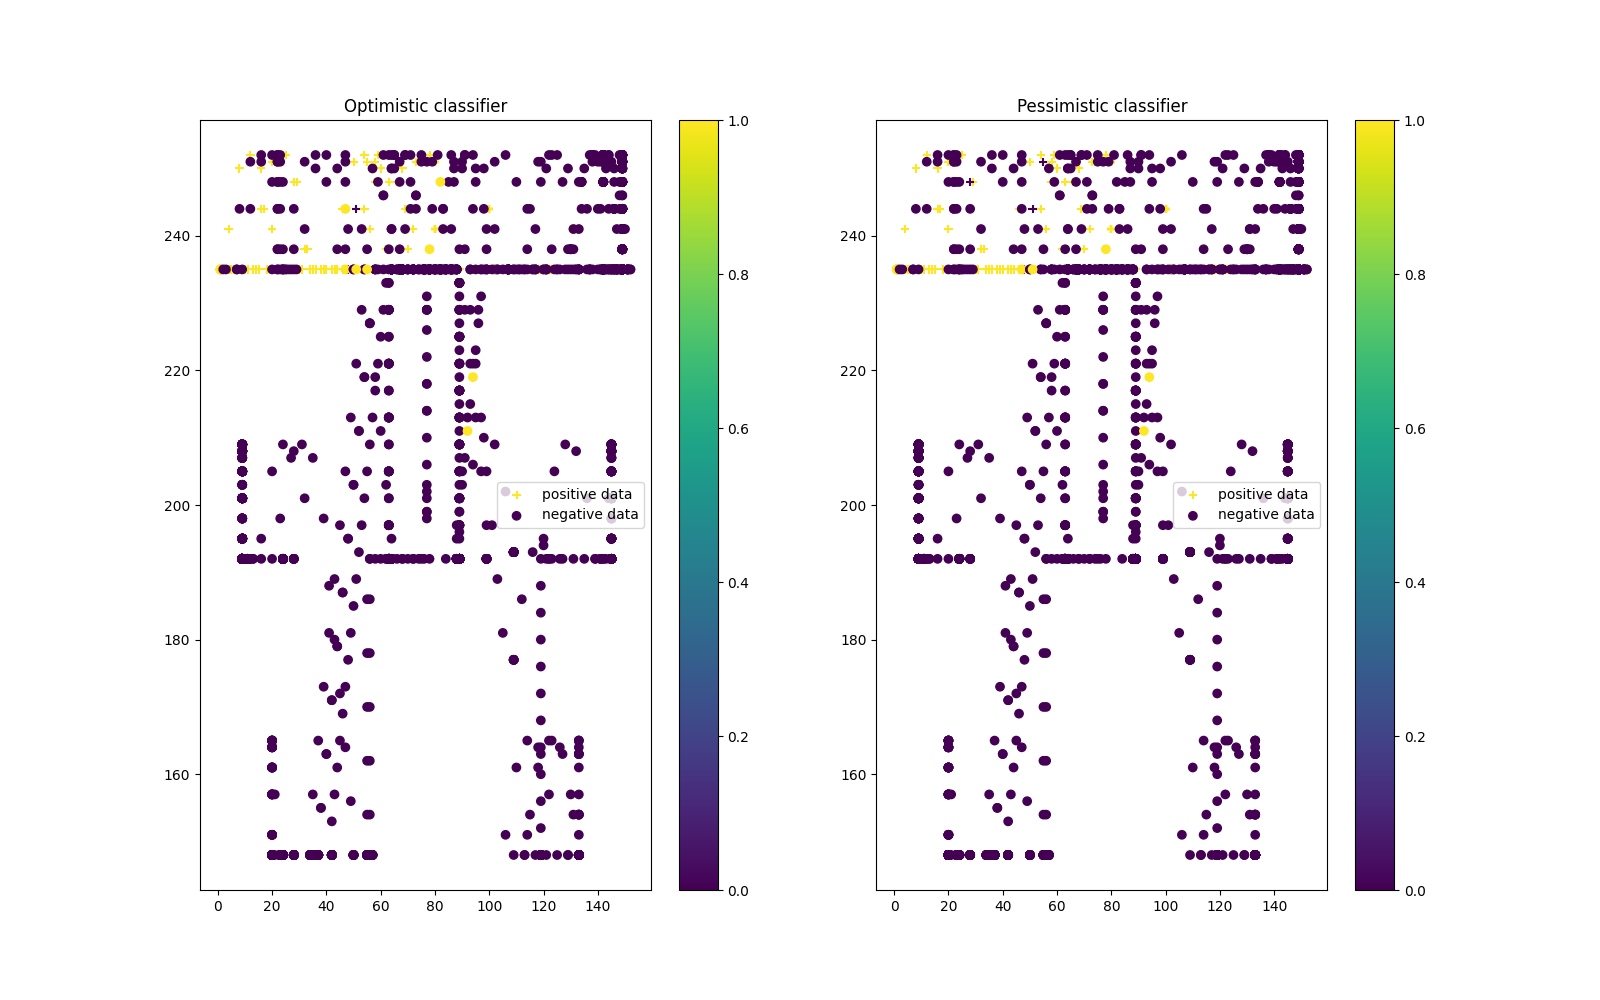 Optimistic classifier
Pessimistic classifier
240
220
200
180
160
0 20 40 60 80 100 120 140
positive data
negative data
1.0
0.8
0.6
0.4
0.2
0.0
240
220
200
180
160
0 20 40 60 80 100 120 140
positive data
negative data
1.0
0.8
0.6
0.4
0.2
0.0